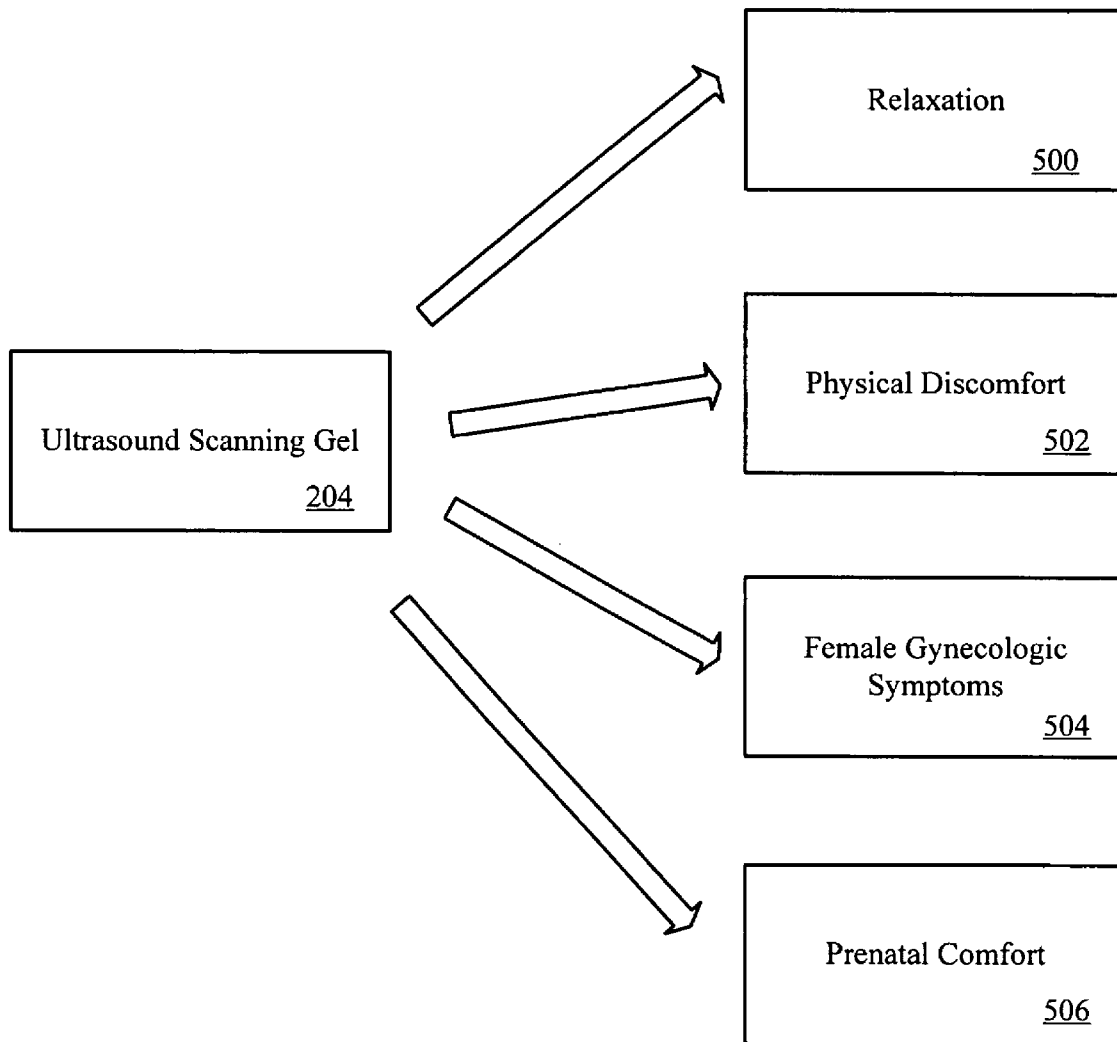 Relaxation
500
Physical Discomfort
502
Ultrasound Scanning Gel
204
Female Gynecologic
Symptoms
504
Prenatal Comfort
506